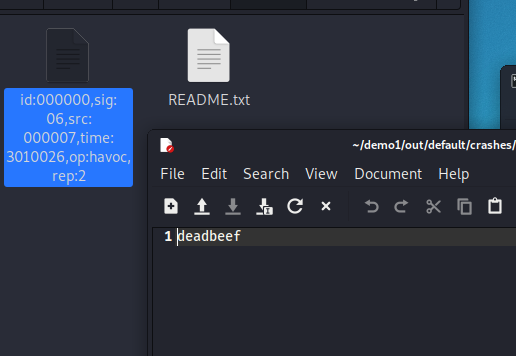 id:000000,sig:
06,src:
000007,time:
3010026,op:havoc,
rep:2
README.txt
~/demo1/out/default/crashes/
File Edit Search View Document Help
1 deadbeef